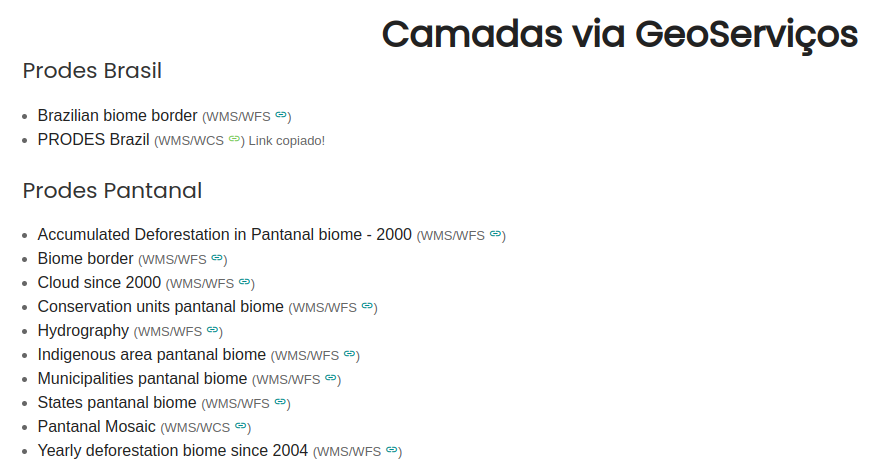 Camadas via GeoServiços
Prodes Brasil
Brazilian biome border (WMS/WFS )
PRODES Brazil (WMS/WCS ) Link copiado!
Prodes Pantanal
Accumulated Deforestation in Pantanal biome - 2000 (WMS/WFS )
Biome border (WMS/WFS )
Cloud since 2000 (WMS/WFS )
Conservation units pantanal biome (WMS/WFS )
Hydrography (WMS/WFS )
Indigenous area pantanal biome (WMS/WFS )
Municipalities pantanal biome (WMS/WFS )
States pantanal biome (WMS/WFS )
Pantanal Mosaic (WMS/WCS )
Yearly deforestation biome since 2004 (WMS/WFS )